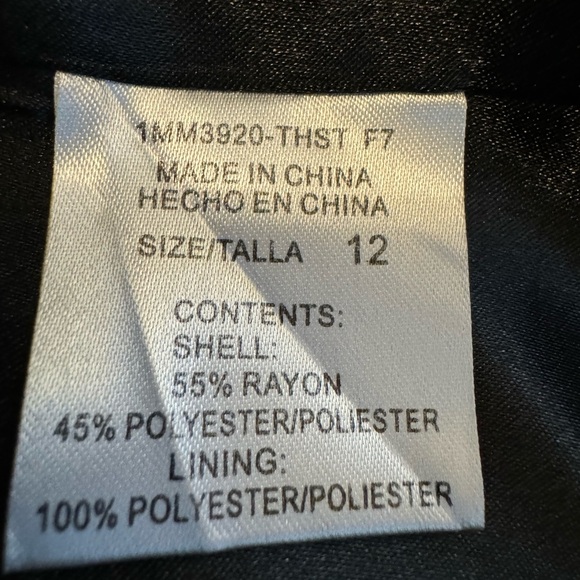 1MM3920-THST F7
MADE IN CHINA
HECHO EN CHINA
SIZE/TALLA 12
CONTENTS:
SHELL:
55% RAYON
45% POLYESTER/POLIESTER
LINING:
100% POLYESTER/POLIESTER